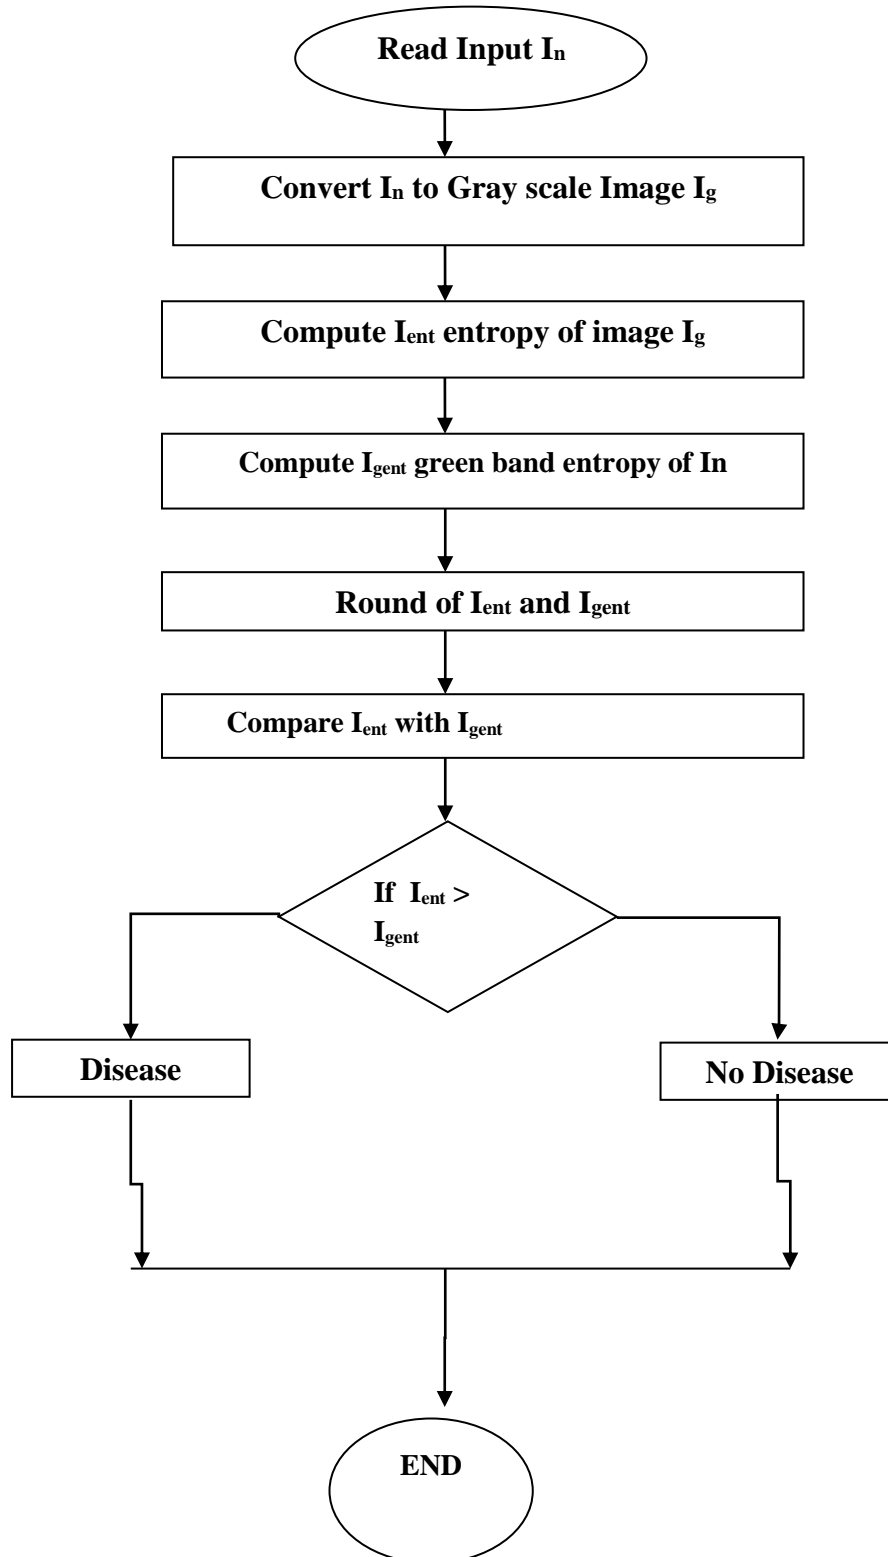 Read Input In
Convert In to Gray scale Image Ig
Compute Ient entropy of image Ig
Compute Igent green band entropy of In
Round of Ient and Igent
Compare Ient with Igent
If Ient >
Igent
Disease
No Disease
END